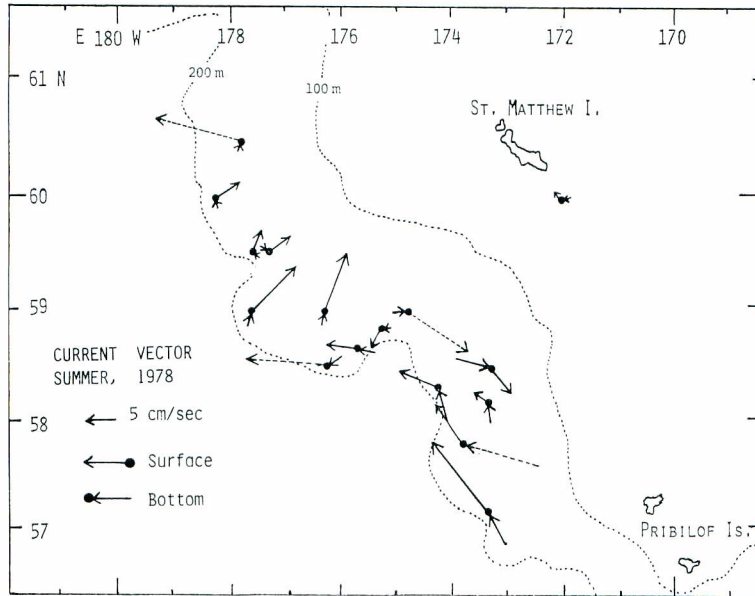 E 180 W 178 176 174 172 170
200 m
100 m
61 N
ST. MATTHEW I.
60
59
CURRENT VECTOR
SUMMER, 1978
5 cm/sec
58
Surface
Bottom
57
PRIBILOF IS.